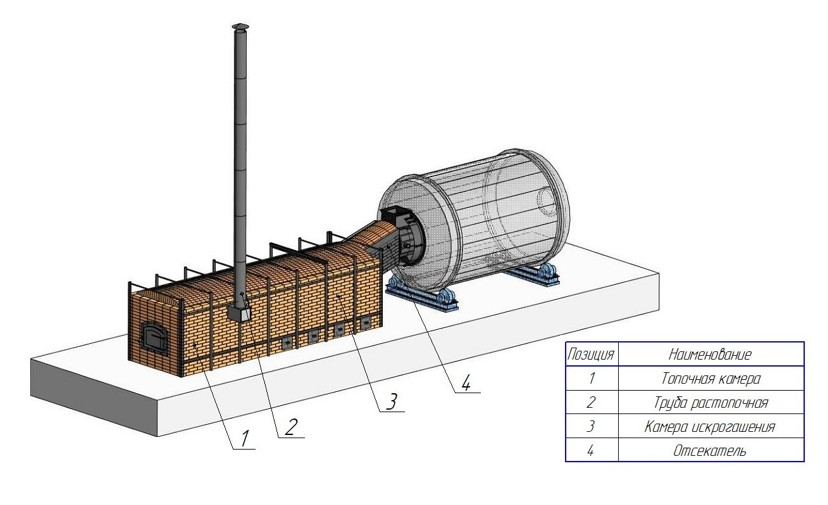 1
2
3
4
Позиция Наименование
1 Топочная камера
2 Труба растопочная
3 Камера искрогашения
4 Отсекатель